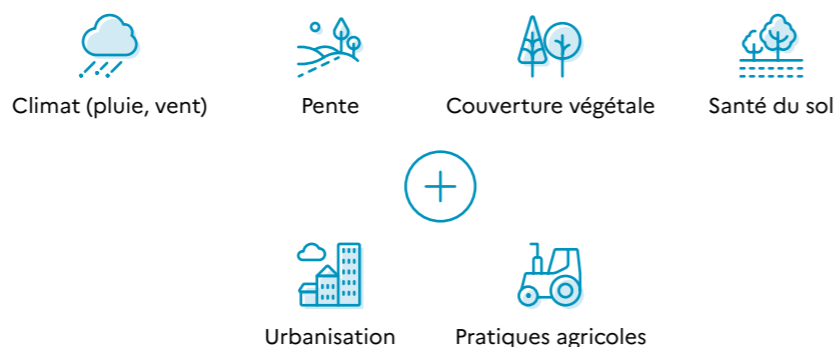 Climat (pluie, vent)
Pente
Couverture végétale
Santé du sol
Urbanisation
Pratiques agricoles